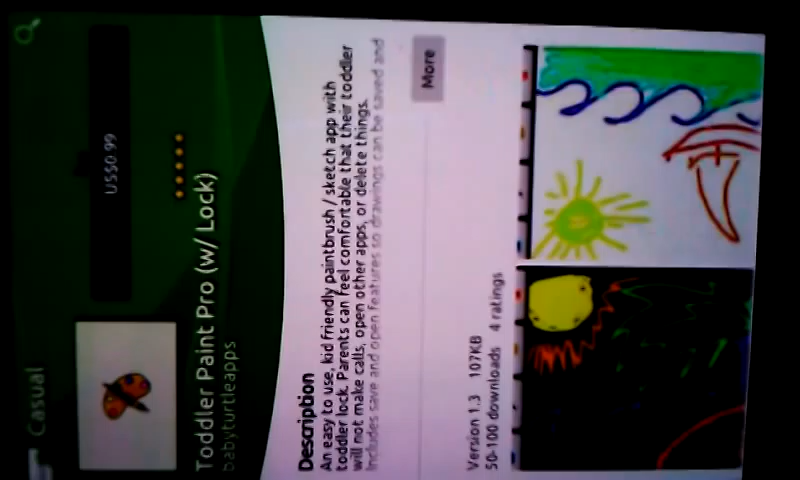 Casual
Toddler Paint Pro (w/ Lock)
babyturtleapps
US$0.99
Description
An easy to use, kid friendly paintbrush / sketch app with
toddler lock. Parents can feel comfortable that their toddler
will not make calls, open other apps, or delete things.
Includes save and open features so drawings can be saved and
More
Version 1.3 107KB
50-100 downloads 4 ratings